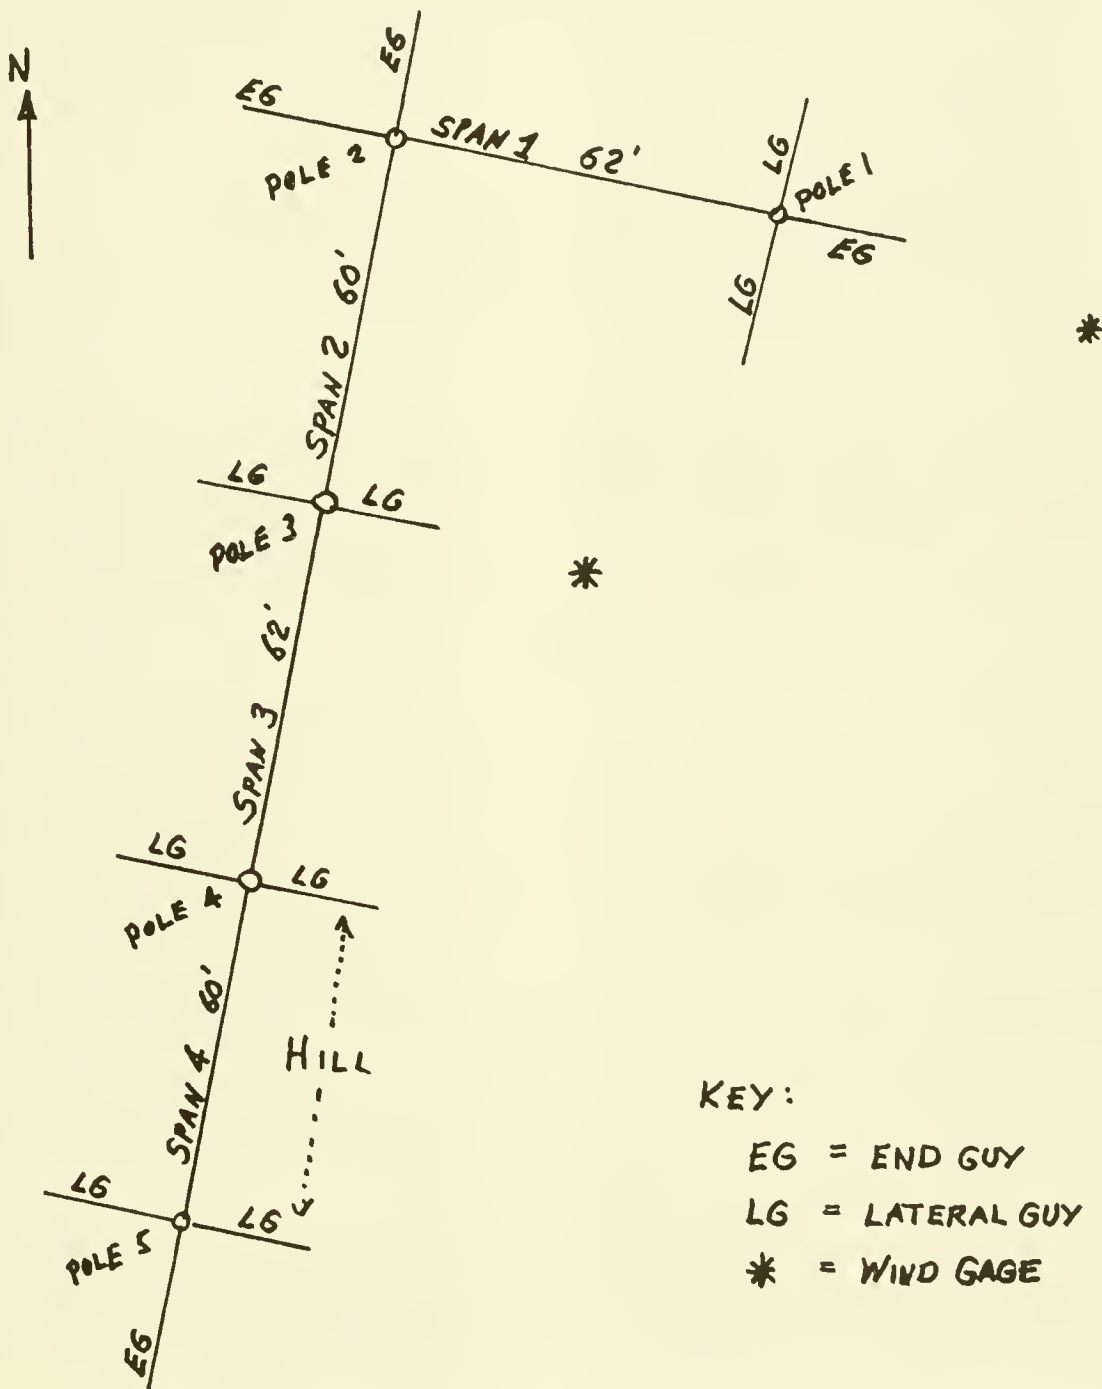 N
EG
EG
SPAN 1 62'
POLE 2
LG
POLE 1
EG
LG
SPAN 2 60'
LG
LG
POLE 3
SPAN 3 62'
LG
LG
POLE 4
SPAN 4 60'
HILL
LG
LG
POLE 5
EG
KEY:
EG = END GUY
LG = LATERAL GUY
* = WIND GAGE